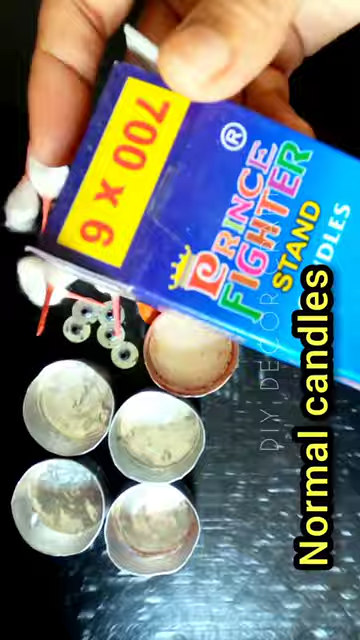 700 x 6
PRINCE ®
FIGHTER
STAND
DLES
DIY DECOR
Normal candles